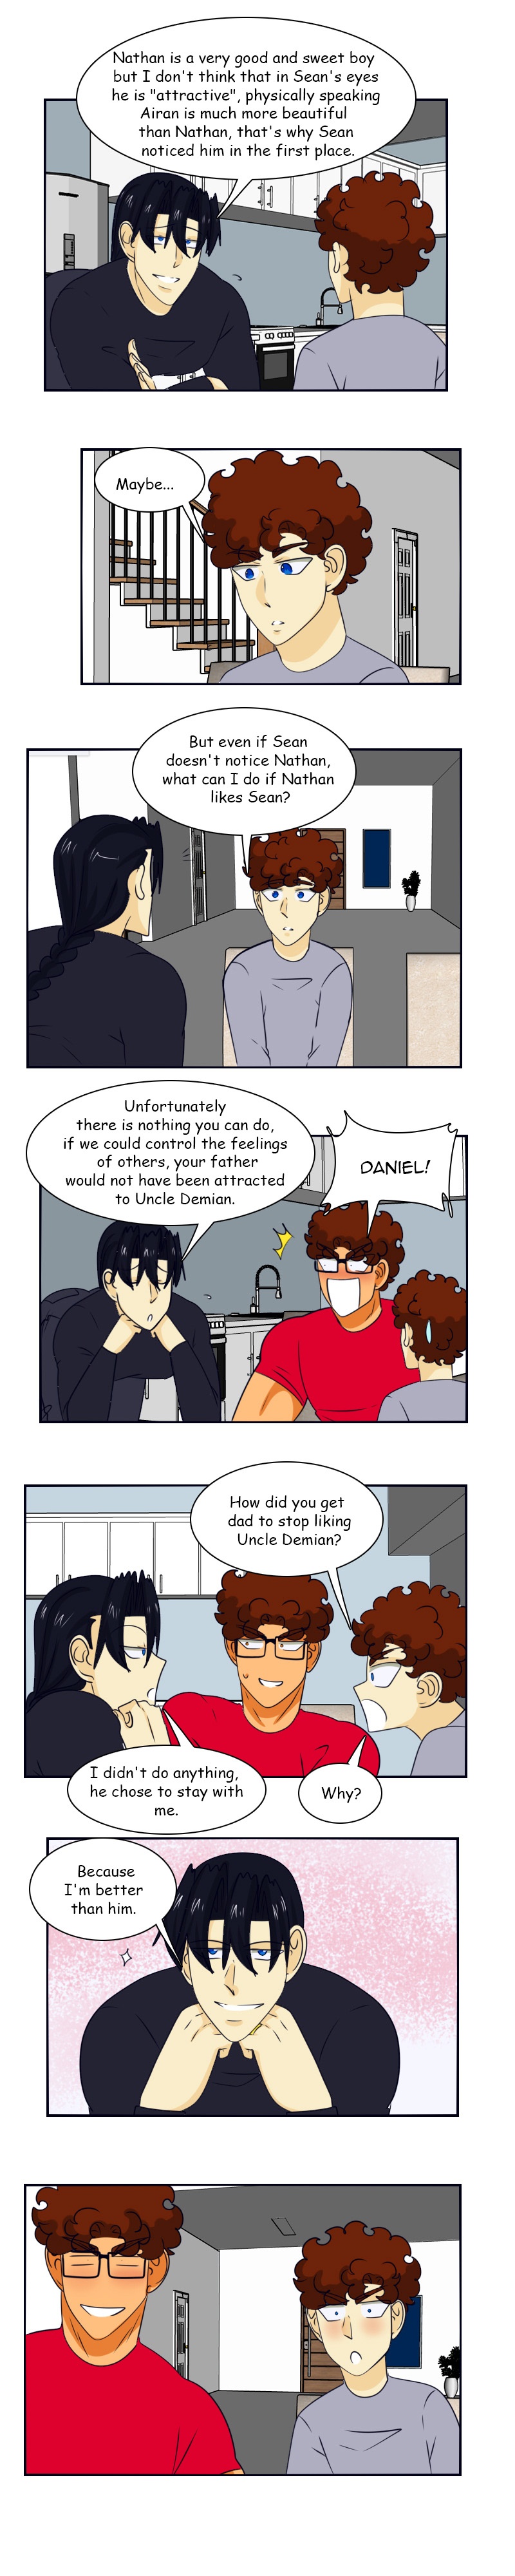 Nathan is a very good and sweet boy
but I don't think that in Sean's eyes
he is "attractive", physically speaking
Airan is much more beautiful
than Nathan, that's why Sean
noticed him in the first place.
Maybe...
But even if Sean
doesn't notice Nathan,
what can I do if Nathan
likes Sean?
Unfortunately
there is nothing you can do,
if we could control the feelings
of others, your father
would not have been attracted
to Uncle Demian.
DANIEL!
How did you get
dad to stop liking
Uncle Demian?
I didn't do anything,
he chose to stay with
me.
Why?
Because
I'm better
than him.